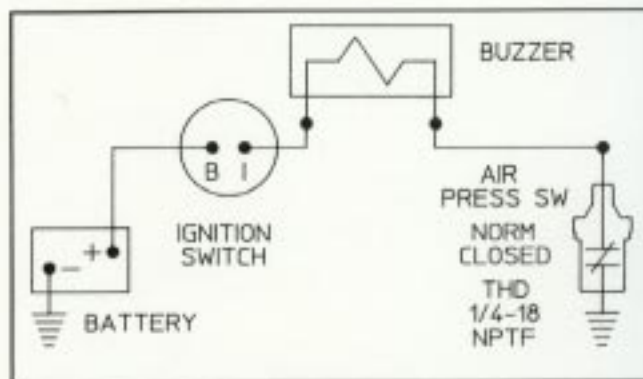 BUZZER
B I
IGNITION
SWITCH
+
−
BATTERY
AIR
PRESS SW
NORM
CLOSED
THD
1/4-18
NPTF